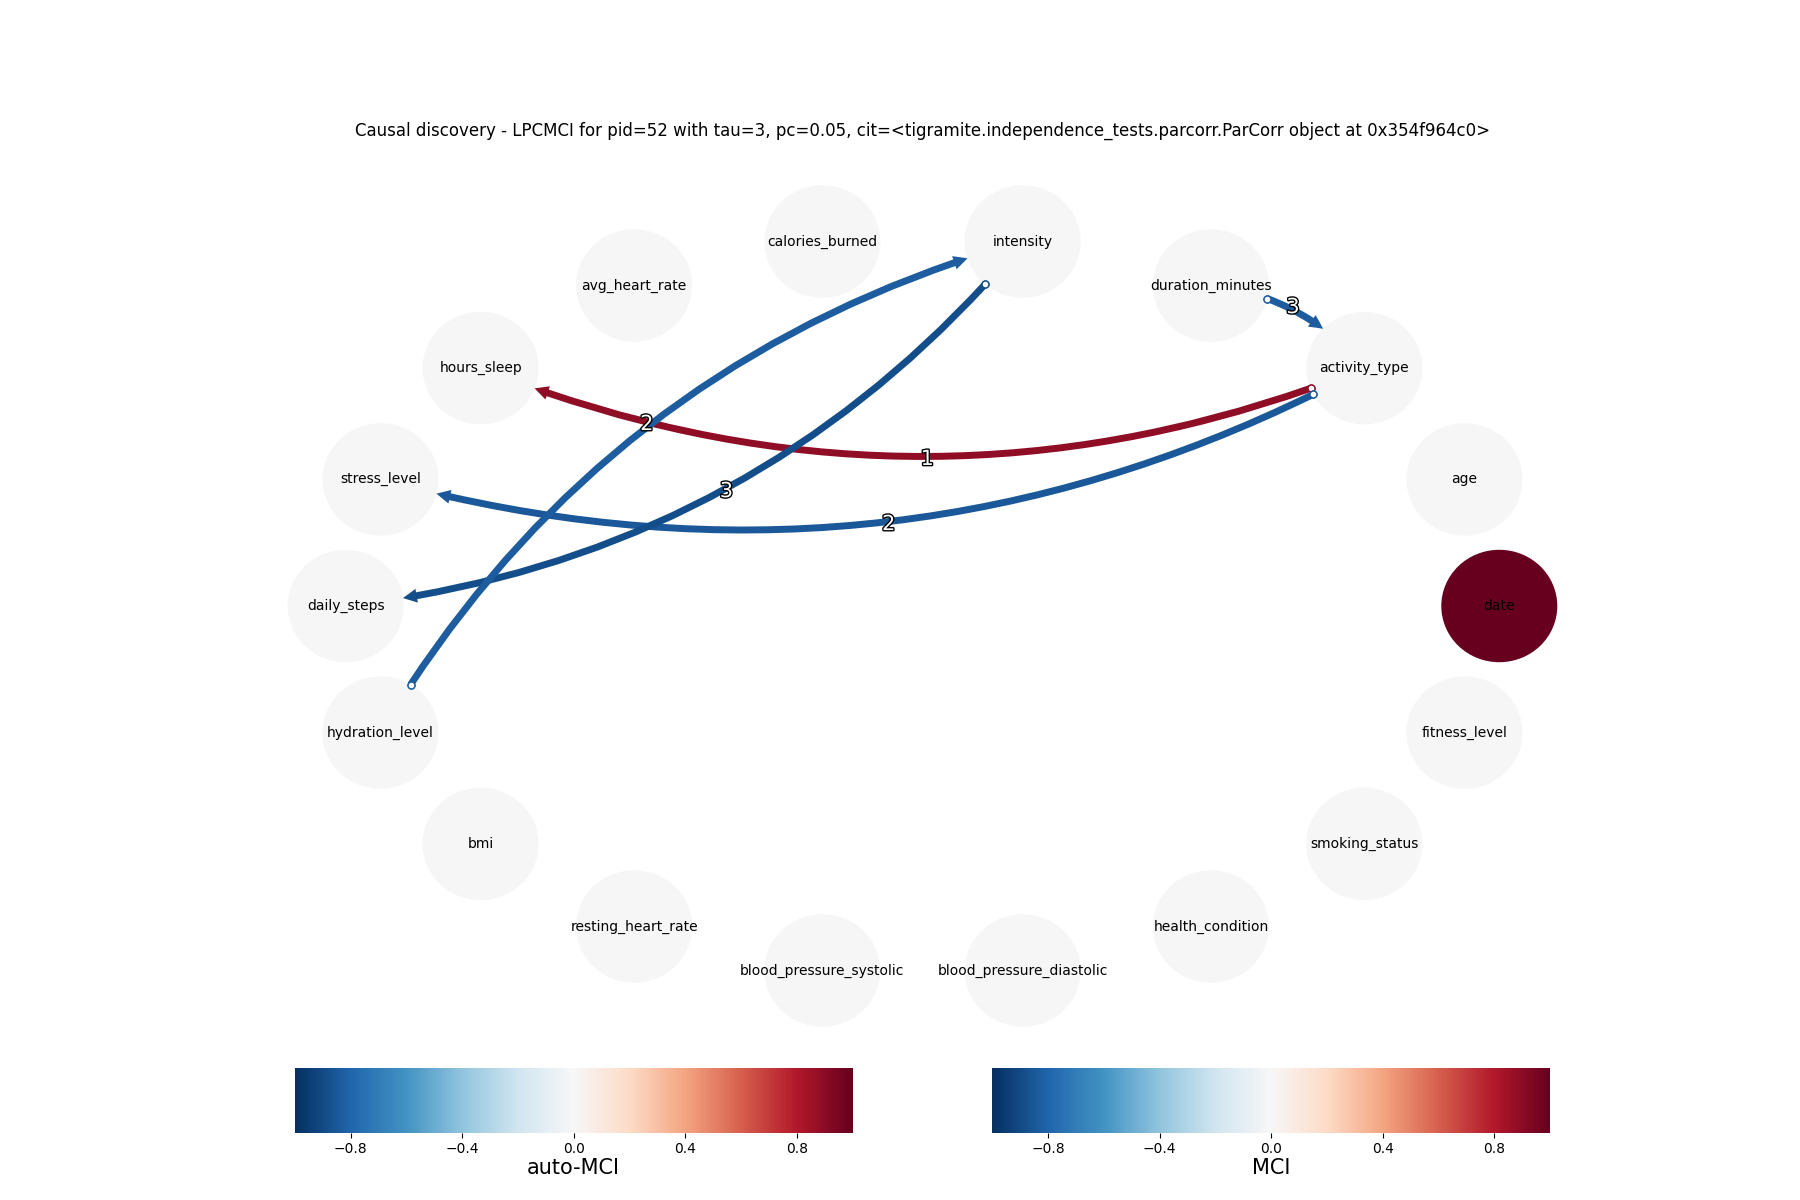 Causal discovery - LPCMCI for pid=52 with tau=3, pc=0.05, cit=<tigramite.independence_tests.parcorr.ParCorr object at 0x354f964c0>
calories_burned
intensity
avg_heart_rate
duration_minutes
3
hours_sleep
activity_type
2
1
stress_level
age
3
2
daily_steps
date
hydration_level
fitness_level
bmi
smoking_status
resting_heart_rate
health_condition
blood_pressure_systolic
blood_pressure_diastolic
−0.8 −0.4 0.0 0.4 0.8
auto-MCI
−0.8 −0.4 0.0 0.4 0.8
MCI